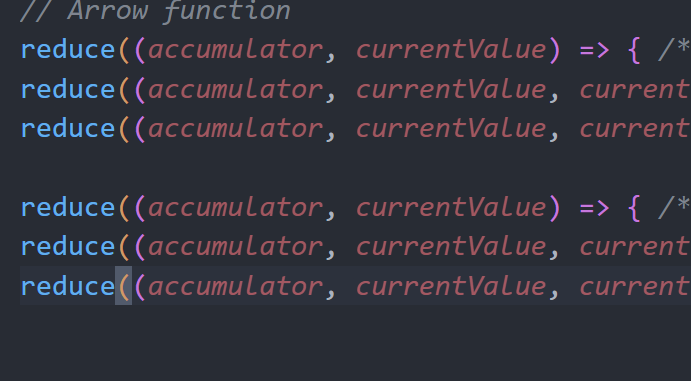 // Arrow function
reduce((accumulator, currentValue) => { /*
reduce((accumulator, currentValue, current
reduce((accumulator, currentValue, current
reduce((accumulator, currentValue) => { /*
reduce((accumulator, currentValue, current
reduce((accumulator, currentValue, current